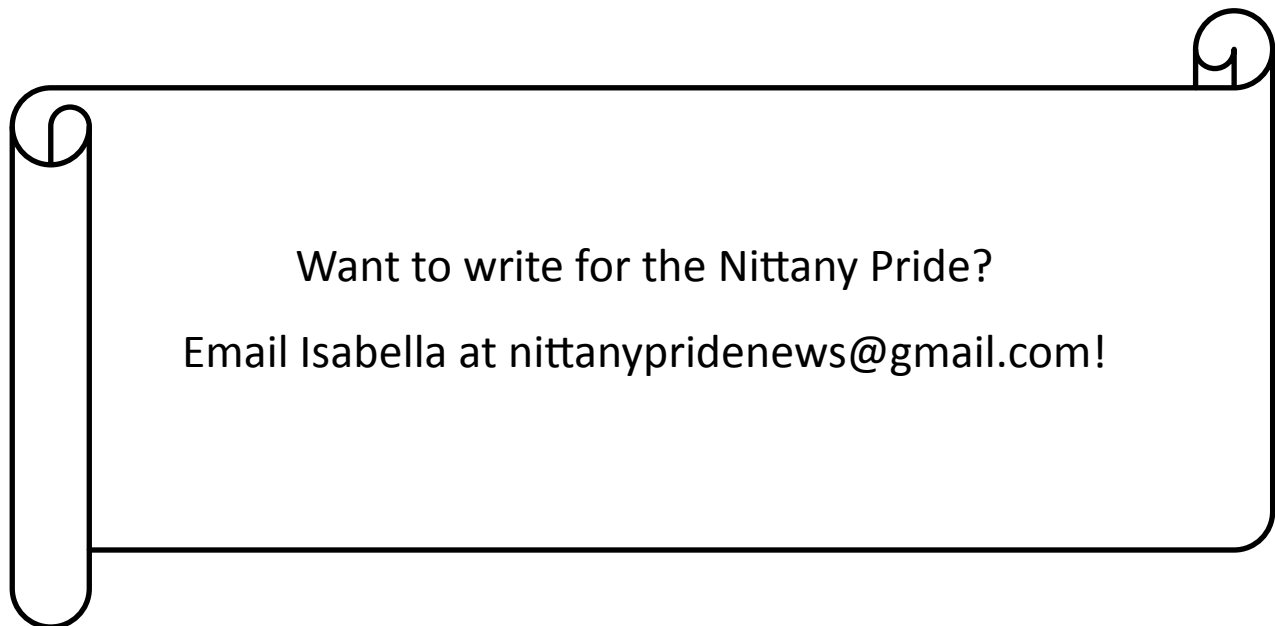 Want to write for the Nittany Pride?
Email Isabella at nittanypridenews@gmail.com!